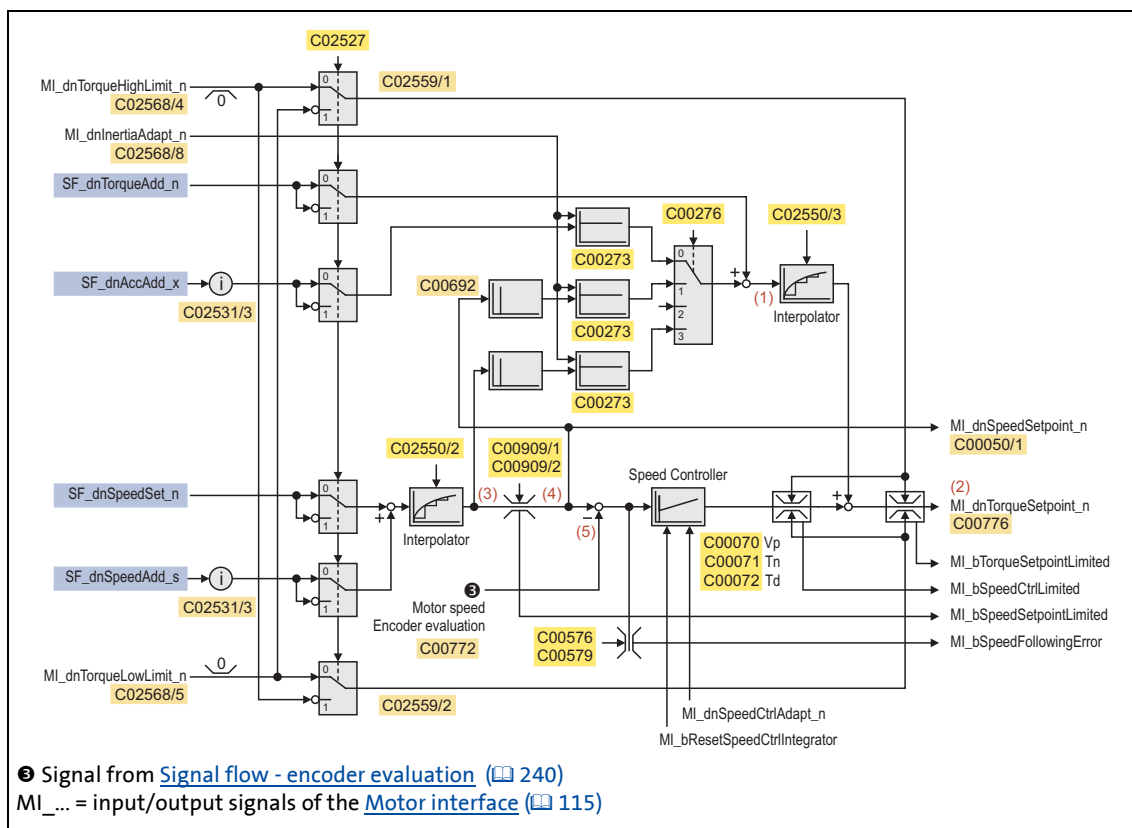 C02527
MI_dnTorqueHighLimit_n
C02568/4
0
0
1
C02559/1
MI_dnInertiaAdapt_n
C02568/8
SF_dnTorqueAdd_n
0
1
C00276
C02550/3
SF_dnAccAdd_x
i
C02531/3
0
1
C00692
C00273
C00273
C00273
0
1
2
3
+
(1)
Interpolator
MI_dnSpeedSetpoint_n
C00050/1
C02550/2
C00909/1
C00909/2
Speed Controller
SF_dnSpeedSet_n
0
1
+
Interpolator
(3)
(4)
−
(5)
+
(2)
MI_dnTorqueSetpoint_n
C00776
C00070 Vp
C00071 Tn
C00072 Td
MI_bTorqueSetpointLimited
SF_dnSpeedAdd_s
i
C02531/3
0
1
❸
Motor speed
Encoder evaluation
C00772
MI_bSpeedCtrlLimited
MI_bSpeedSetpointLimited
C00576
C00579
MI_bSpeedFollowingError
MI_dnTorqueLowLimit_n
C02568/5
0
0
1
C02559/2
MI_dnSpeedCtrlAdapt_n
MI_bResetSpeedCtrlIntegrator
❸ Signal from Signal flow - encoder evaluation (🕮 240)
MI_... = input/output signals of the Motor interface (🕮 115)